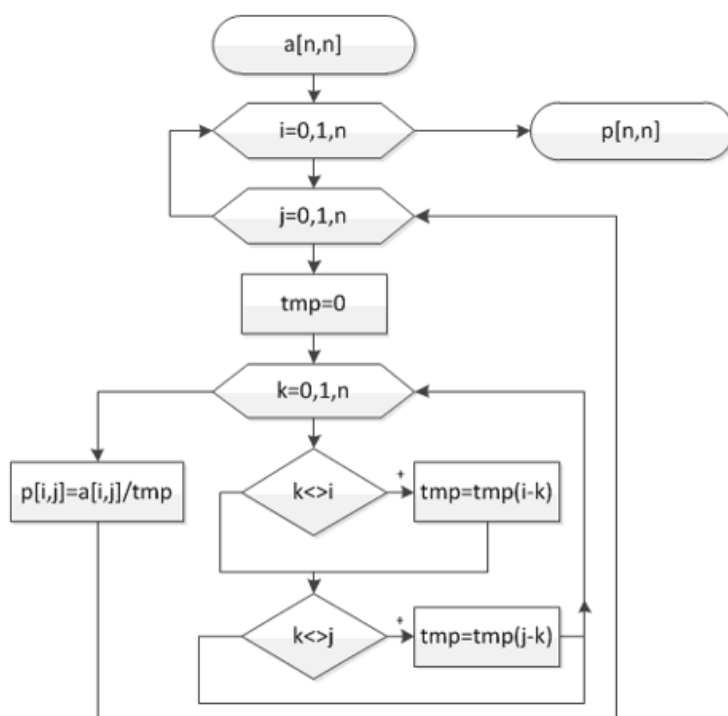 a[n,n]
i=0,1,n
p[n,n]
j=0,1,n
tmp=0
k=0,1,n
p[i,j]=a[i,j]/tmp
k<>i
+
tmp=tmp(i-k)
k<>j
+
tmp=tmp(j-k)